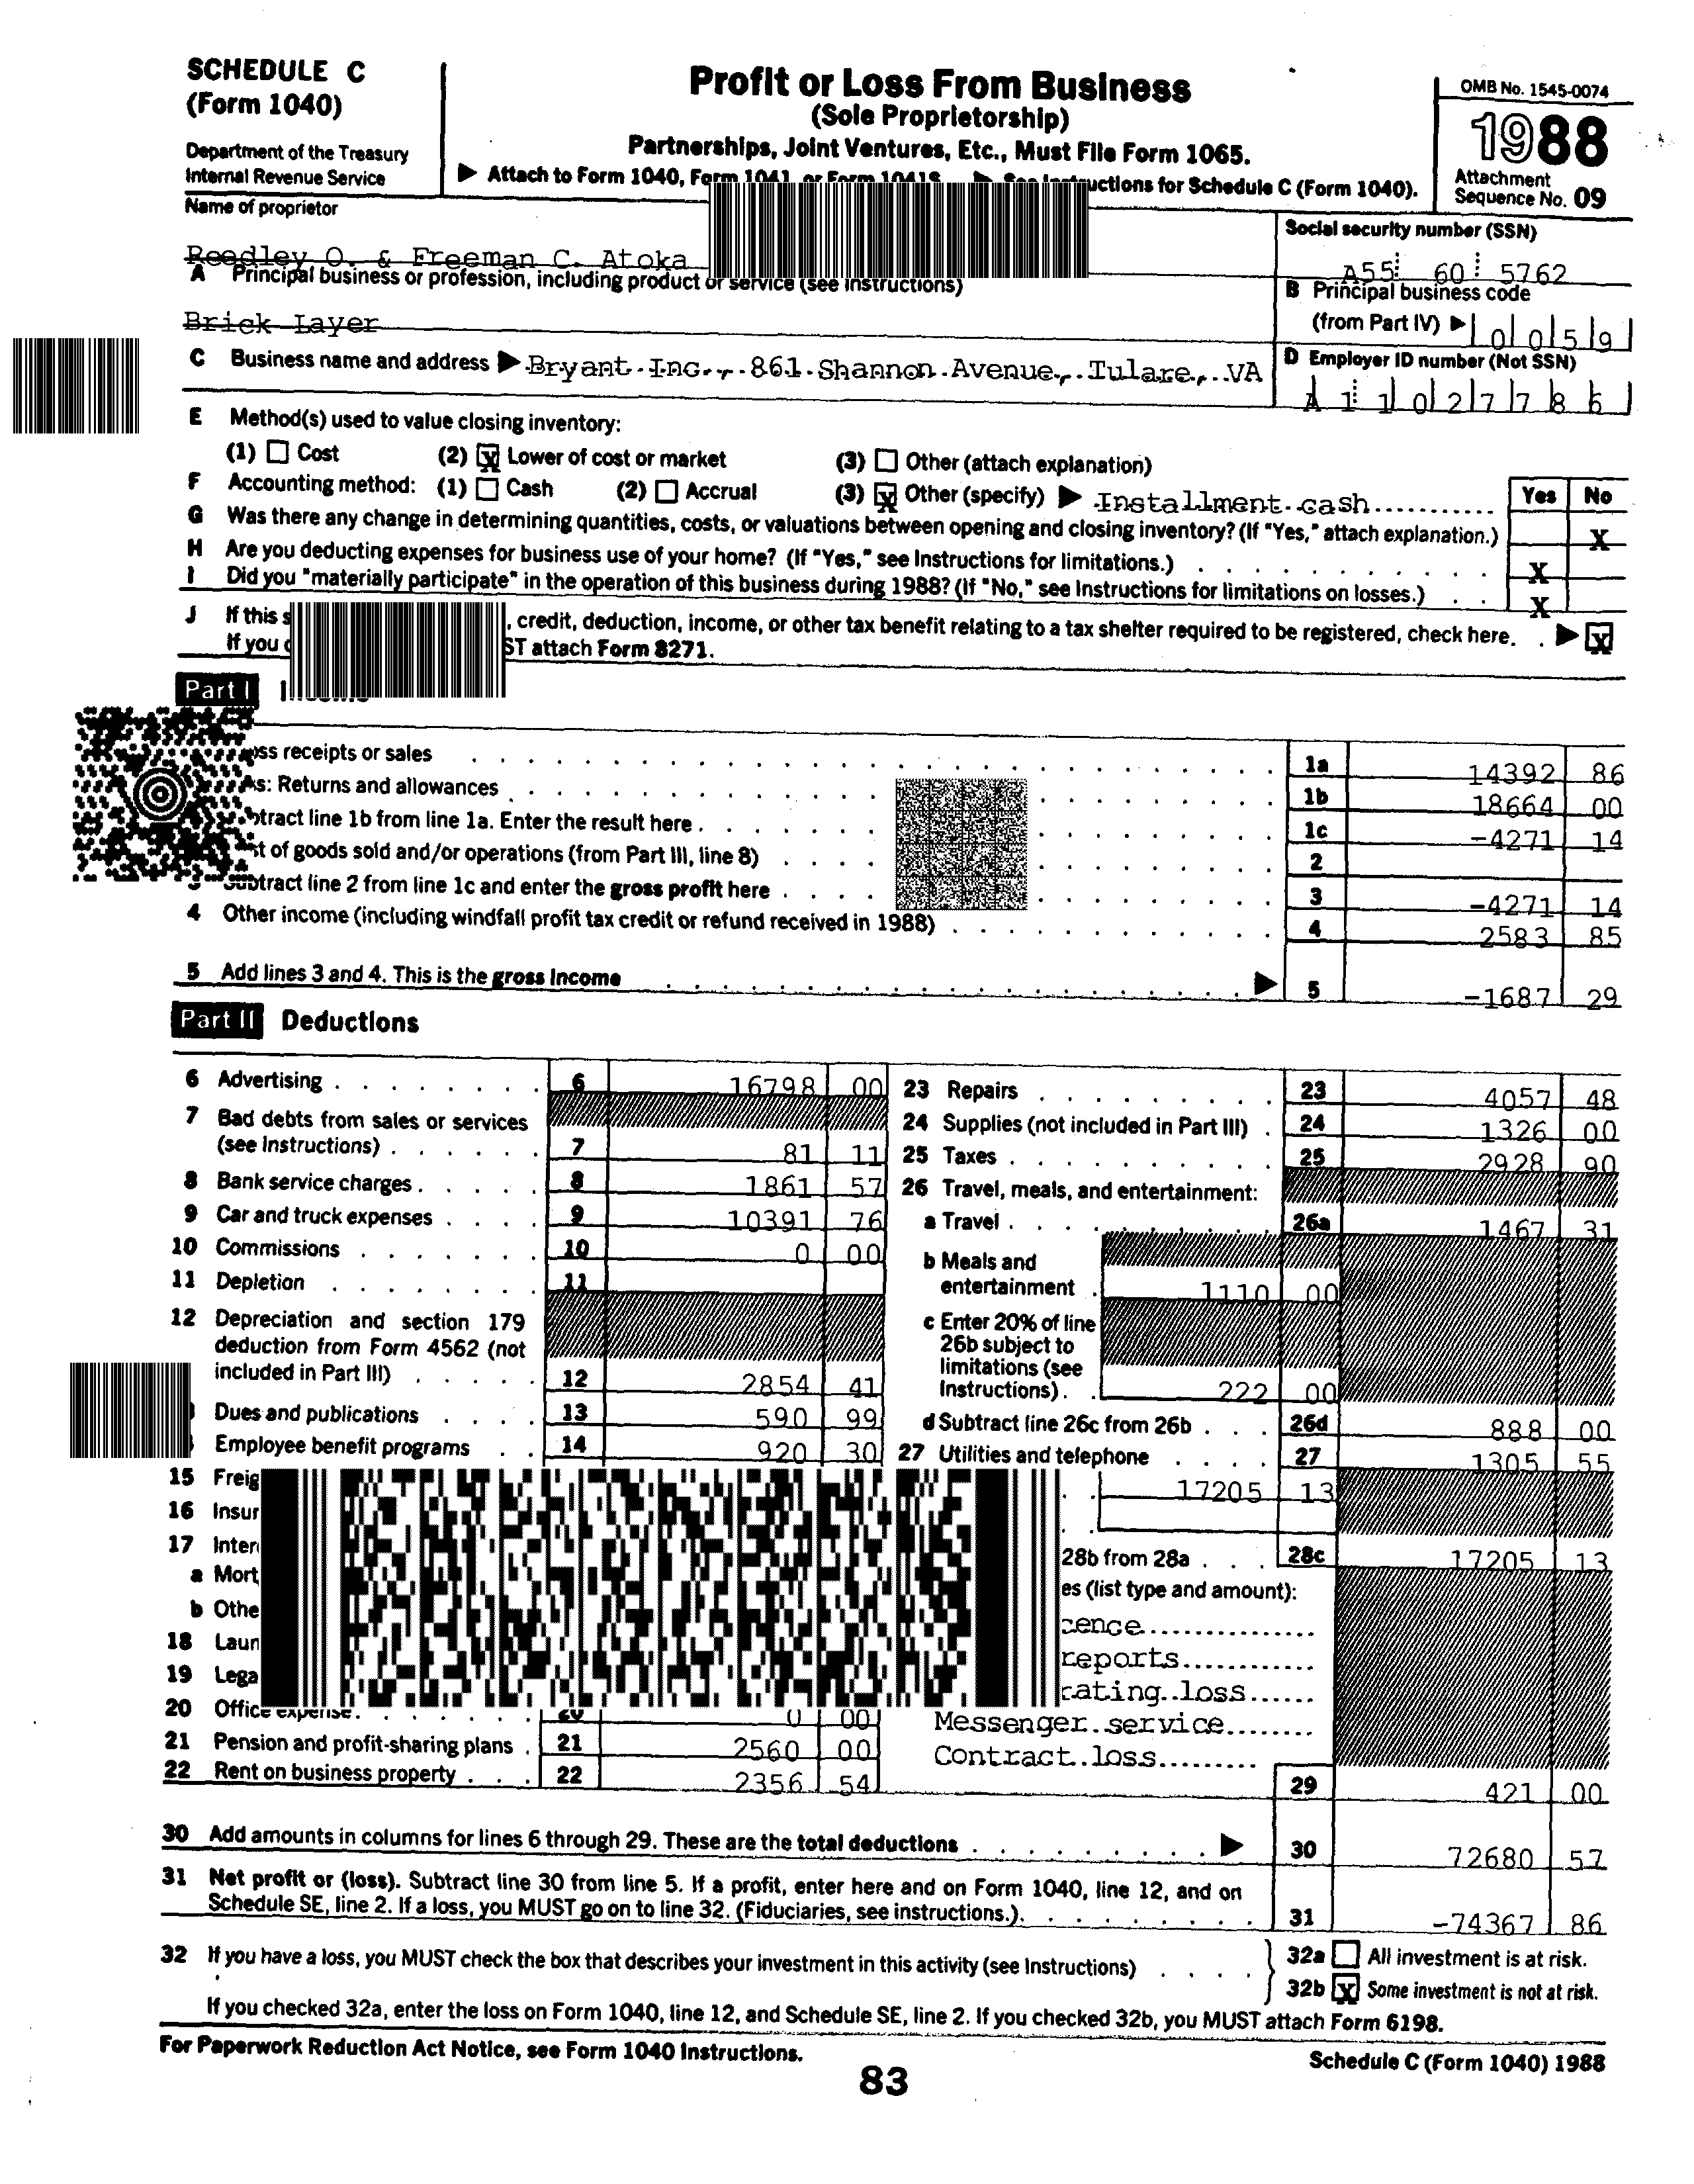 SCHEDULE C
(Form 1040)
Department of the Treasury
Internal Revenue Service
Profit or Loss From Business
(Sole Proprietorship)
Partnerships, Joint Ventures, Etc., Must File Form 1065.
▶ Attach to Form 1040, Form 1041, or Form 1041S. ▶ See Instructions for Schedule C (Form 1040).
OMB No. 1545-0074
1988
Attachment
Sequence No. 09
Name of proprietor
Reedley O. & Freeman C. Atoka
Social security number (SSN)
A55 60 5762
A Principal business or profession, including product or service (see Instructions)
Brick Layer
B Principal business code
(from Part IV) ▶ 0 0 5 9
C Business name and address ▶ Bryant Inc., 861 Shannon Avenue, Tulare, VA
D Employer ID number (Not SSN)
A 1 1 0 2 7 7 8 6
E Method(s) used to value closing inventory:
(1) Cost (2) X Lower of cost or market (3) Other (attach explanation)
F Accounting method: (1) Cash (2) Accrual (3) X Other (specify) ▶ Installment cash
Yes No
G Was there any change in determining quantities, costs, or valuations between opening and closing inventory? (If "Yes," attach explanation.) X
H Are you deducting expenses for business use of your home? (If "Yes," see Instructions for limitations.) X
I Did you "materially participate" in the operation of this business during 1988? (If "No," see Instructions for limitations on losses.) X
J If this s , credit, deduction, income, or other tax benefit relating to a tax shelter required to be registered, check here. ▶ X
If you ST attach Form 8271.
Part I
oss receipts or sales 1a 14392 86
s: Returns and allowances 1b 18664 00
tract line 1b from line 1a. Enter the result here 1c -4271 14
st of goods sold and/or operations (from Part III, line 8) 2
Subtract line 2 from line 1c and enter the gross profit here 3 -4271 14
4 Other income (including windfall profit tax credit or refund received in 1988) 4 2583 85
5 Add lines 3 and 4. This is the gross income ▶ 5 -1687 29
Part II Deductions
6 Advertising 6 16798 00
7 Bad debts from sales or services
(see Instructions) 7 81 11
8 Bank service charges 8 1861 57
9 Car and truck expenses 9 10391 76
10 Commissions 10 0 00
11 Depletion 11
12 Depreciation and section 179
deduction from Form 4562 (not
included in Part III) 12 2854 41
Dues and publications 13 590 99
Employee benefit programs 14 920 30
15 Freig
16 Insur
17 Inter
a Mort
b Othe
18 Laun
19 Lega
20 Office expense. 20 0 00
21 Pension and profit-sharing plans 21 2560 00
22 Rent on business property 22 2356 54
23 Repairs 23 4057 48
24 Supplies (not included in Part III) 24 1326 00
25 Taxes 25 2928 90
26 Travel, meals, and entertainment:
a Travel 26a 1467 31
b Meals and
entertainment 1110 00
c Enter 20% of line
26b subject to
limitations (see
Instructions) 222 00
d Subtract line 26c from 26b 26d 888 00
27 Utilities and telephone 27 1305 55
17205 13
28b from 28a 28c 17205 13
es (list type and amount):
cence
reports
rating loss
Messenger service
Contract loss
29 421 00
30 Add amounts in columns for lines 6 through 29. These are the total deductions ▶ 30 72680 57
31 Net profit or (loss). Subtract line 30 from line 5. If a profit, enter here and on Form 1040, line 12, and on
Schedule SE, line 2. If a loss, you MUST go on to line 32. (Fiduciaries, see instructions.) 31 -74367 86
32 If you have a loss, you MUST check the box that describes your investment in this activity (see Instructions)
32a All investment is at risk.
32b X Some investment is not at risk.
If you checked 32a, enter the loss on Form 1040, line 12, and Schedule SE, line 2. If you checked 32b, you MUST attach Form 6198.
For Paperwork Reduction Act Notice, see Form 1040 Instructions.
Schedule C (Form 1040) 1988
83